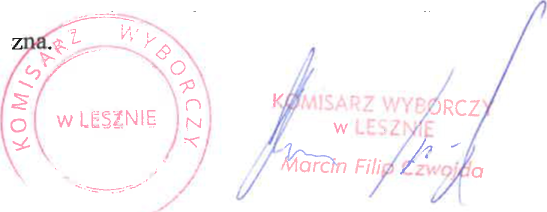 zna.
KOMISARZ WYBORCZY
w LESZNIE
KOMISARZ WYBORCZY
w LESZNIE
Marcin Filip Czwojda